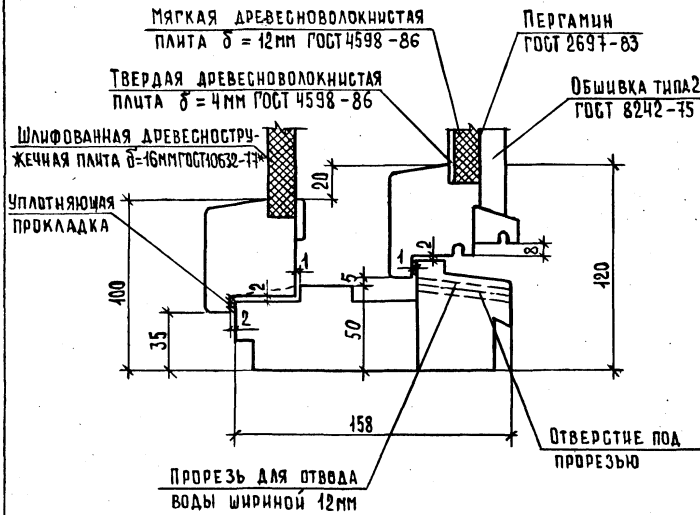 МЯГКАЯ ДРЕВЕСНОВОЛОКНИСТАЯ
ПЛИТА δ = 12ММ ГОСТ 4598-86
ПЕРГАМИН
ГОСТ 2697-83
ТВЕРДАЯ ДРЕВЕСНОВОЛОКНИСТАЯ
ПЛИТА δ = 4ММ ГОСТ 4598-86
ОБШИВКА ТИПА 2
ГОСТ 8242-75
ШЛИФОВАННАЯ ДРЕВЕСНОСТРУ-
ЖЕЧНАЯ ПЛИТА δ=16ММ ГОСТ10632-77*
УПЛОТНЯЮЩАЯ
ПРОКЛАДКА
20
2
8
1
1
2
5
100
120
2
35
50
158
ОТВЕРСТИЕ ПОД
ПРОРЕЗЬЮ
ПРОРЕЗЬ ДЛЯ ОТВОДА
ВОДЫ ШИРИНОЙ 12ММ